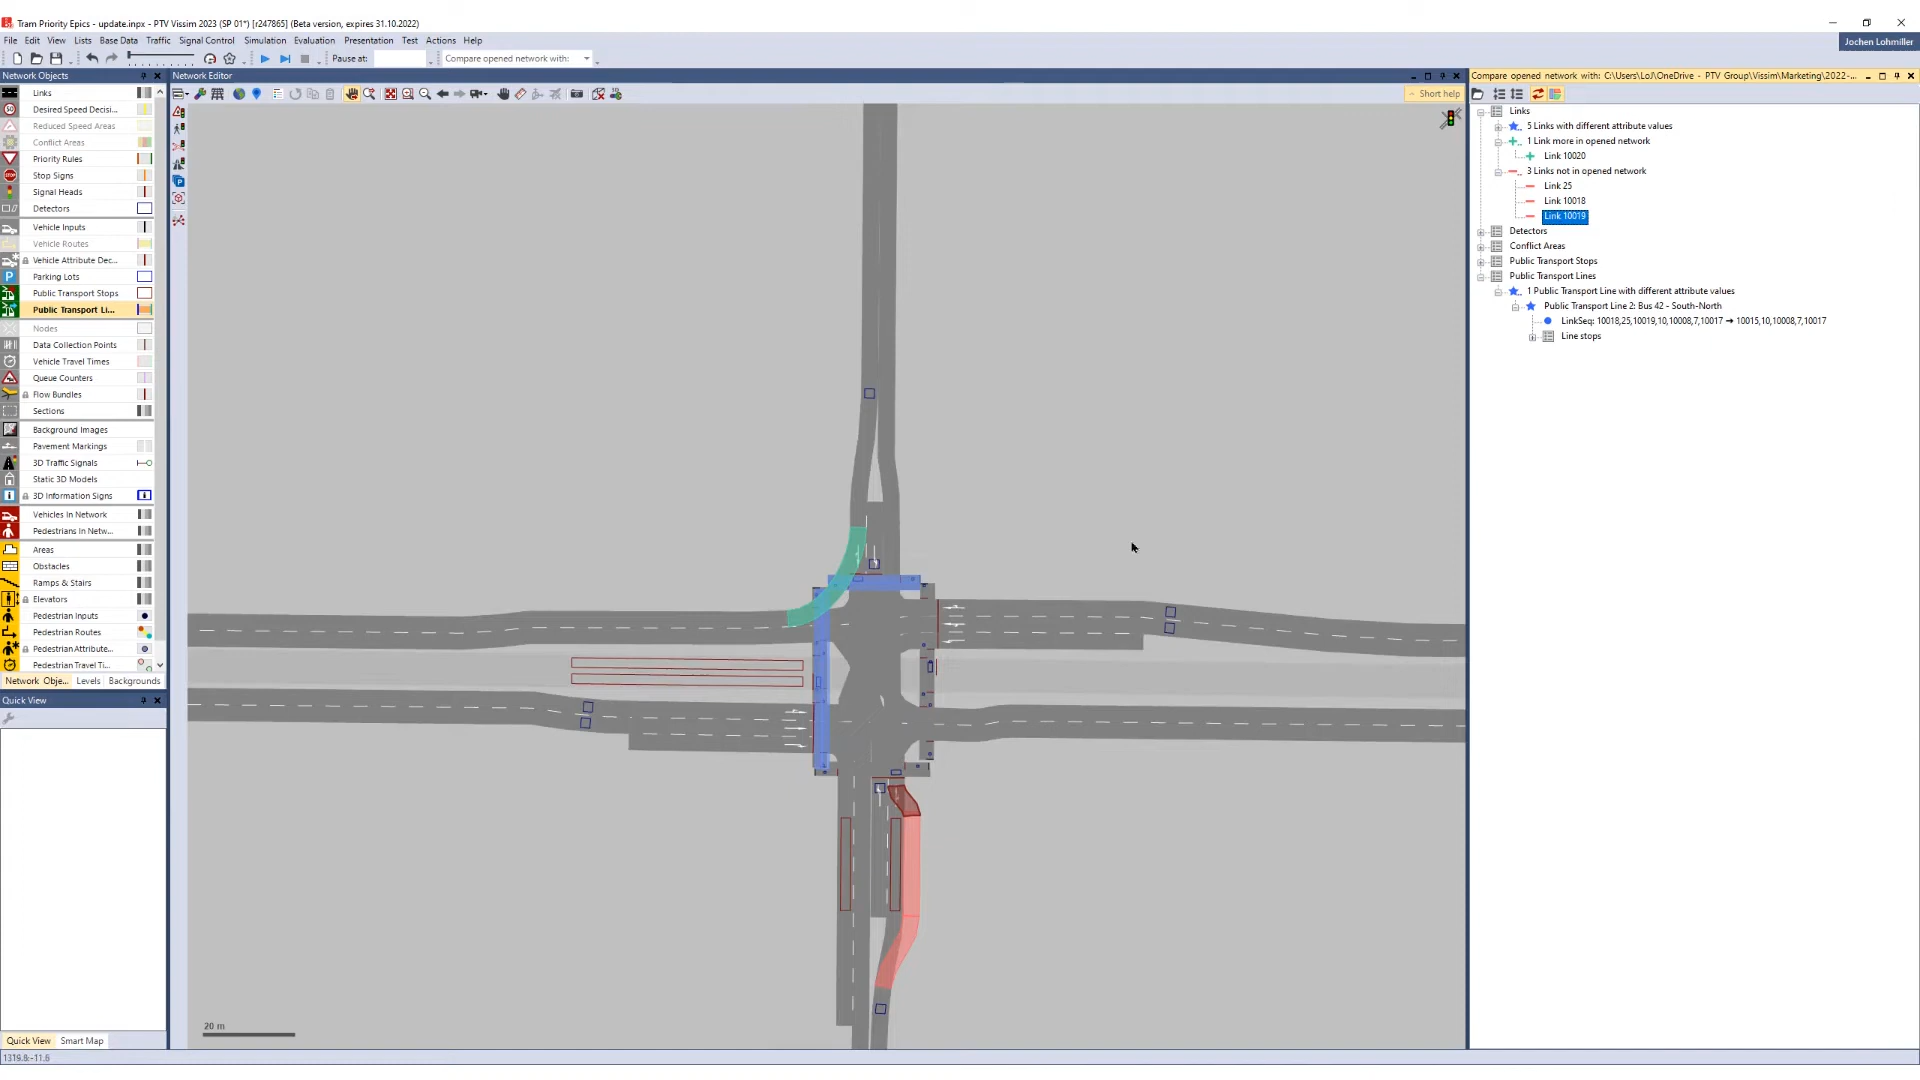 Tram Priority Epics - update.inpx - PTV Vissim 2023 (SP 01*) [r247865] (Beta version, expires 31.10.2022)
File Edit View Lists Base Data Traffic Signal Control Simulation Evaluation Presentation Test Actions Help
Jochen Lohmiller
Pause at: Compare opened network with:
Network Objects
Links
Desired Speed Decisi...
Reduced Speed Areas
Conflict Areas
Priority Rules
Stop Signs
Signal Heads
Detectors
Vehicle Inputs
Vehicle Routes
Vehicle Attribute Dec...
Parking Lots
Public Transport Stops
Public Transport Li...
Nodes
Data Collection Points
Vehicle Travel Times
Queue Counters
Flow Bundles
Sections
Background Images
Pavement Markings
3D Traffic Signals
Static 3D Models
3D Information Signs
Vehicles In Network
Pedestrians In Netw...
Areas
Obstacles
Ramps & Stairs
Elevators
Pedestrian Inputs
Pedestrian Routes
Pedestrian Attribute...
Pedestrian Travel Ti...
Network Obje... Levels Backgrounds
Quick View
Quick View Smart Map
1319.6:-11.6
Network Editor
Short help
20 m
Compare opened network with: C:\Users\LoJ\OneDrive - PTV Group\Vissim\Marketing\2022-...
Links
5 Links with different attribute values
1 Link more in opened network
Link 10020
3 Links not in opened network
Link 25
Link 10018
Link 10019
Detectors
Conflict Areas
Public Transport Stops
Public Transport Lines
1 Public Transport Line with different attribute values
Public Transport Line 2: Bus 42 - South-North
LinkSeq: 10018,25,10019,10,10008,7,10017 → 10015,10,10008,7,10017
Line stops